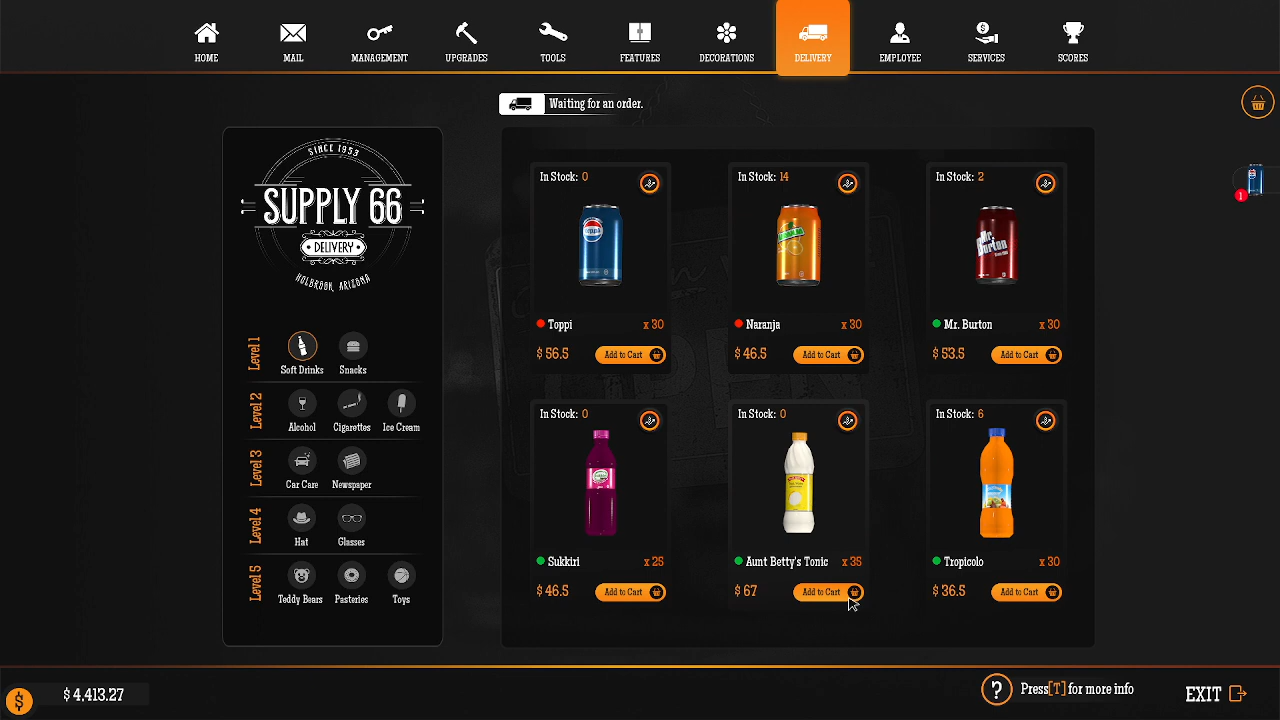 HOME
MAIL
MANAGEMENT
UPGRADES
TOOLS
FEATURES
DECORATIONS
DELIVERY
EMPLOYEE
SERVICES
SCORES
Waiting for an order.
1
SINCE 1953
SUPPLY 66
DELIVERY
HOLBROOK, ARIZONA
Level 1
Soft Drinks
Snacks
Level 2
Alcohol
Cigarettes
Ice Cream
Level 3
Car Care
Newspaper
Level 4
Hat
Glasses
Level 5
Teddy Bears
Pasteries
Toys
In Stock: 0
Toppi
Toppi x 30
$ 56.5 Add to Cart
In Stock: 14
Naranja x 30
$ 46.5 Add to Cart
In Stock: 2
Mr. Burton
Mr. Burton x 30
$ 53.5 Add to Cart
In Stock: 0
Sukkiri x 25
$ 46.5 Add to Cart
In Stock: 0
Aunt Betty's Tonic x 35
$ 67 Add to Cart
In Stock: 6
Tropicolo x 30
$ 36.5 Add to Cart
$ $ 4,413.27
? Press[T] for more info
EXIT